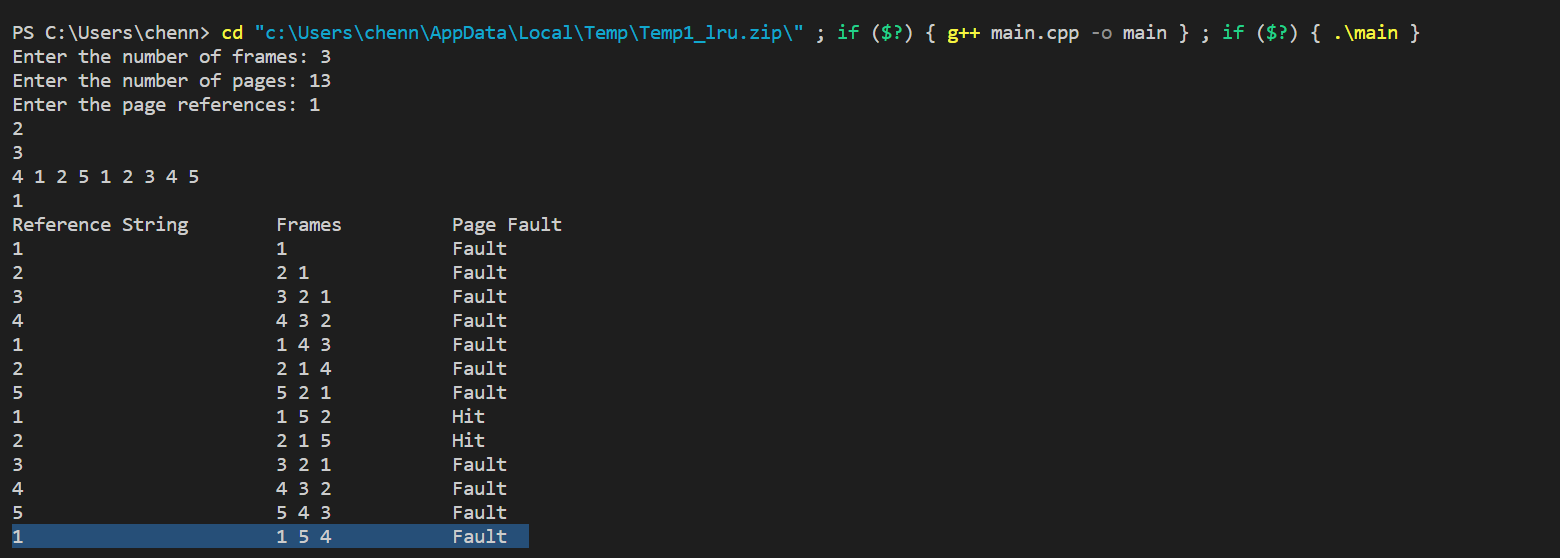 PS C:\Users\chenn> cd "c:\Users\chenn\AppData\Local\Temp\Temp1_lru.zip\" ; if ($?) { g++ main.cpp -o main } ; if ($?) { .\main }
Enter the number of frames: 3
Enter the number of pages: 13
Enter the page references: 1
2
3
4 1 2 5 1 2 3 4 5
1
Reference String        Frames          Page Fault
1                       1               Fault
2                       2 1             Fault
3                       3 2 1           Fault
4                       4 3 2           Fault
1                       1 4 3           Fault
2                       2 1 4           Fault
5                       5 2 1           Fault
1                       1 5 2           Hit
2                       2 1 5           Hit
3                       3 2 1           Fault
4                       4 3 2           Fault
5                       5 4 3           Fault
1                       1 5 4           Fault